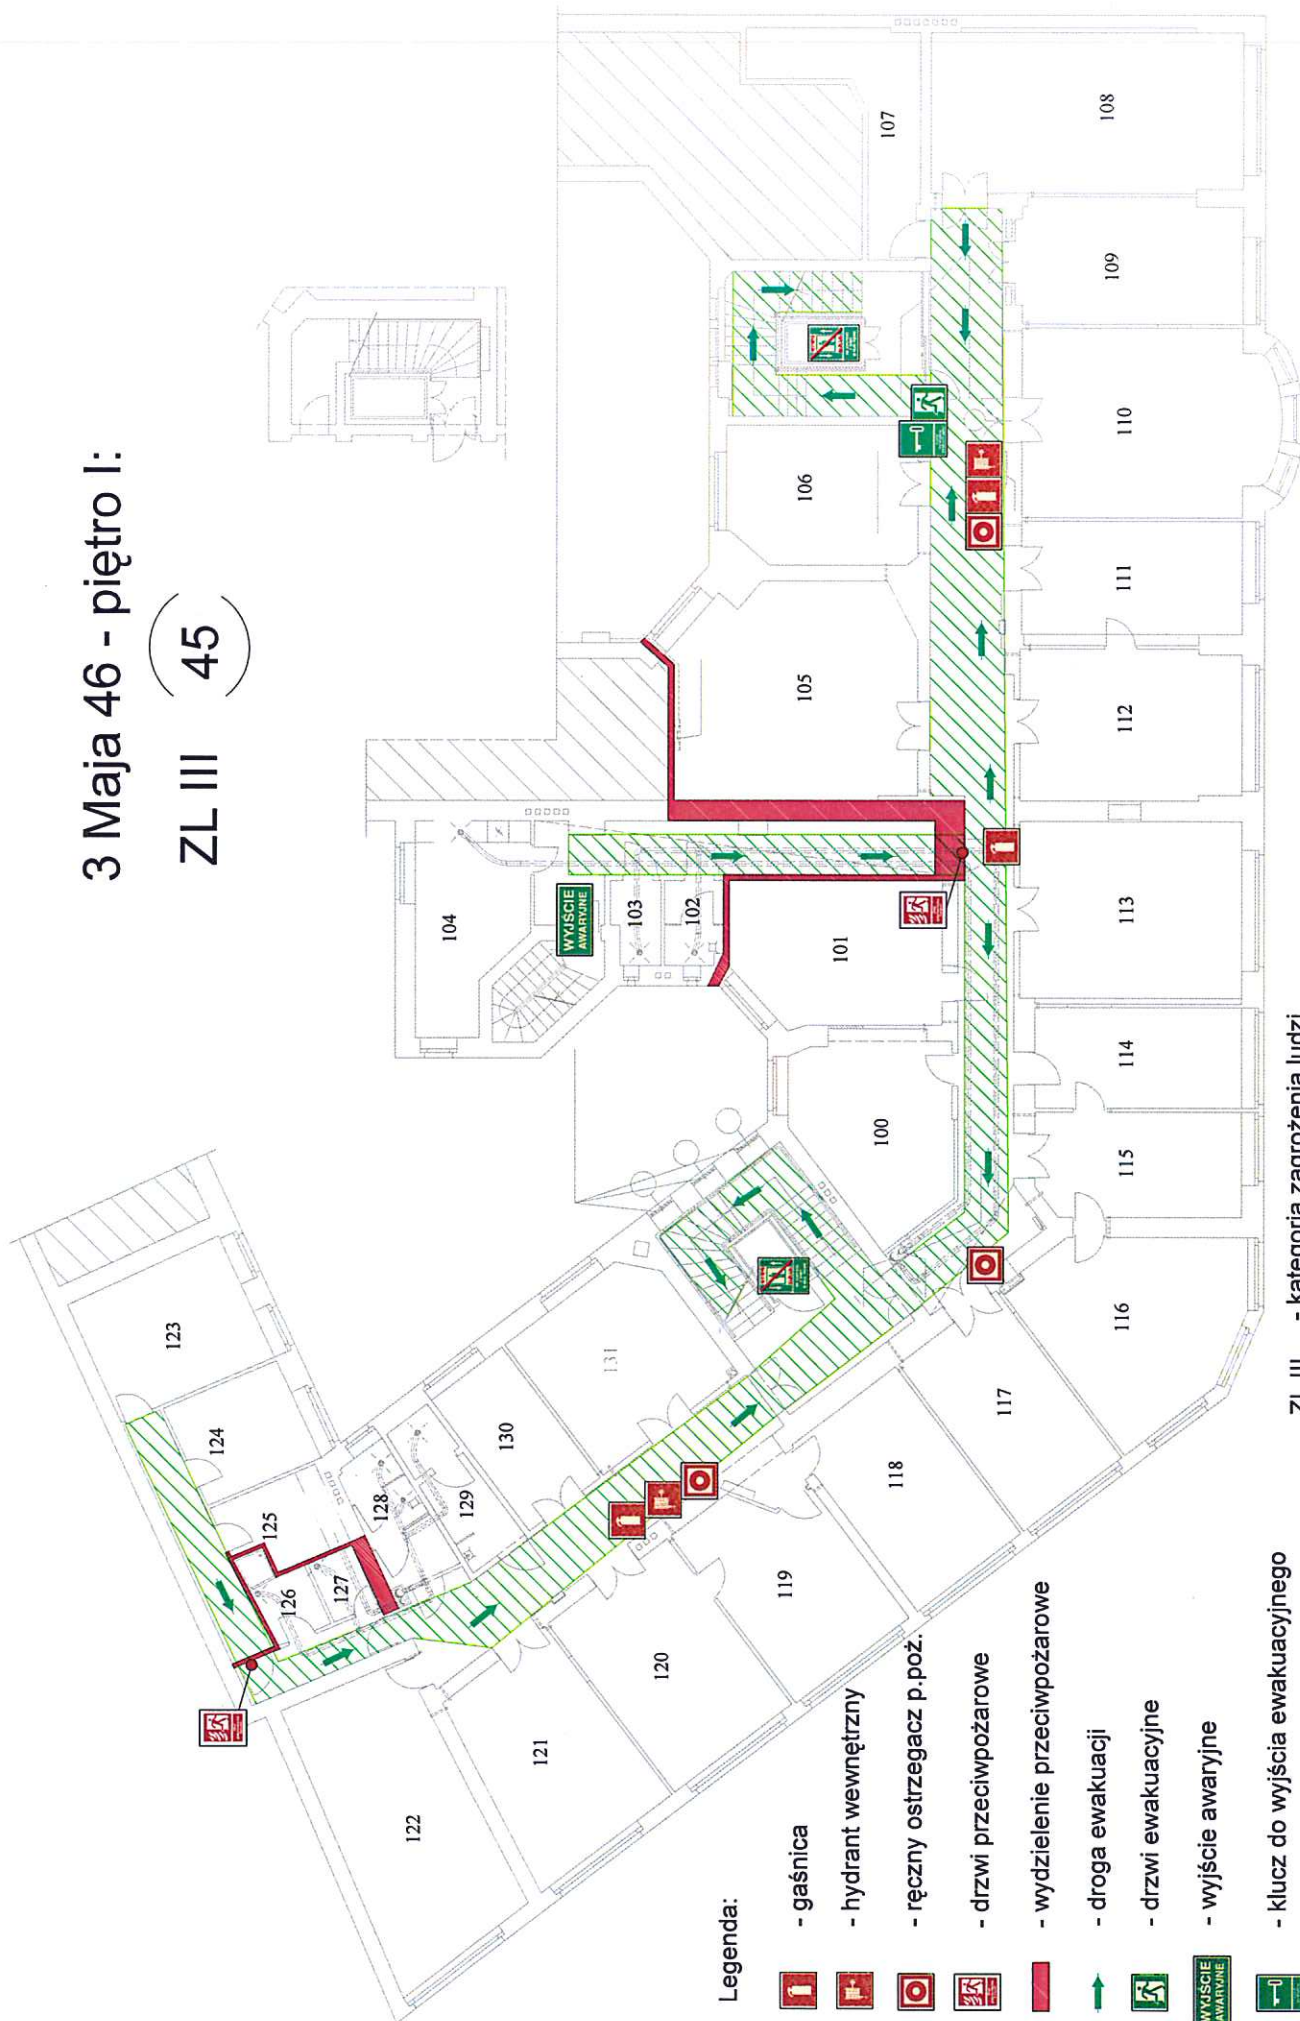 3 Maja 46 - piętro I:
ZL III 45
100
101
102
103
104
105
106
107
108
109
110
111
112
113
114
115
116
117
118
119
120
121
122
123
124
125
126
127
128
129
130
131
WYJŚCIE
AWARYJNE
Legenda:
- gaśnica
- hydrant wewnętrzny
- ręczny ostrzegacz p.poż.
- drzwi przeciwpożarowe
- wydzielenie przeciwpożarowe
- droga ewakuacji
- drzwi ewakuacyjne
WYJŚCIE
AWARYJNE
- wyjście awaryjne
- klucz do wyjścia ewakuacyjnego
ZL III - kategoria zagrożenia ludzi